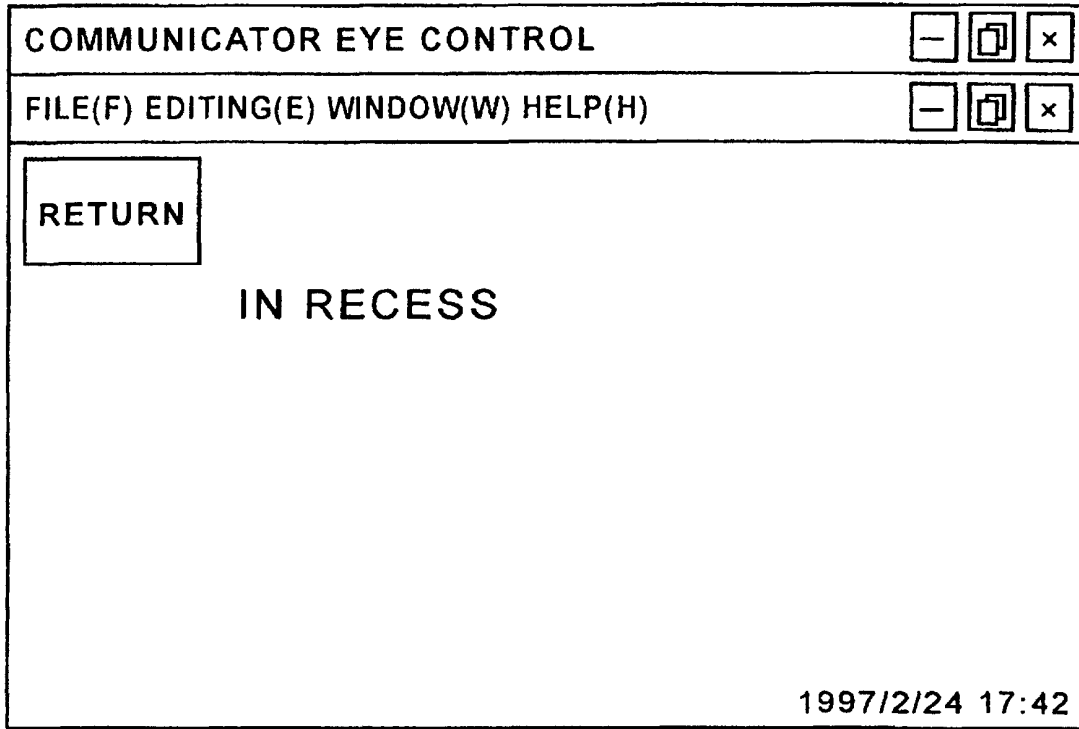 COMMUNICATOR EYE CONTROL
FILE(F) EDITING(E) WINDOW(W) HELP(H)
RETURN
IN RECESS
1997/2/24 17:42